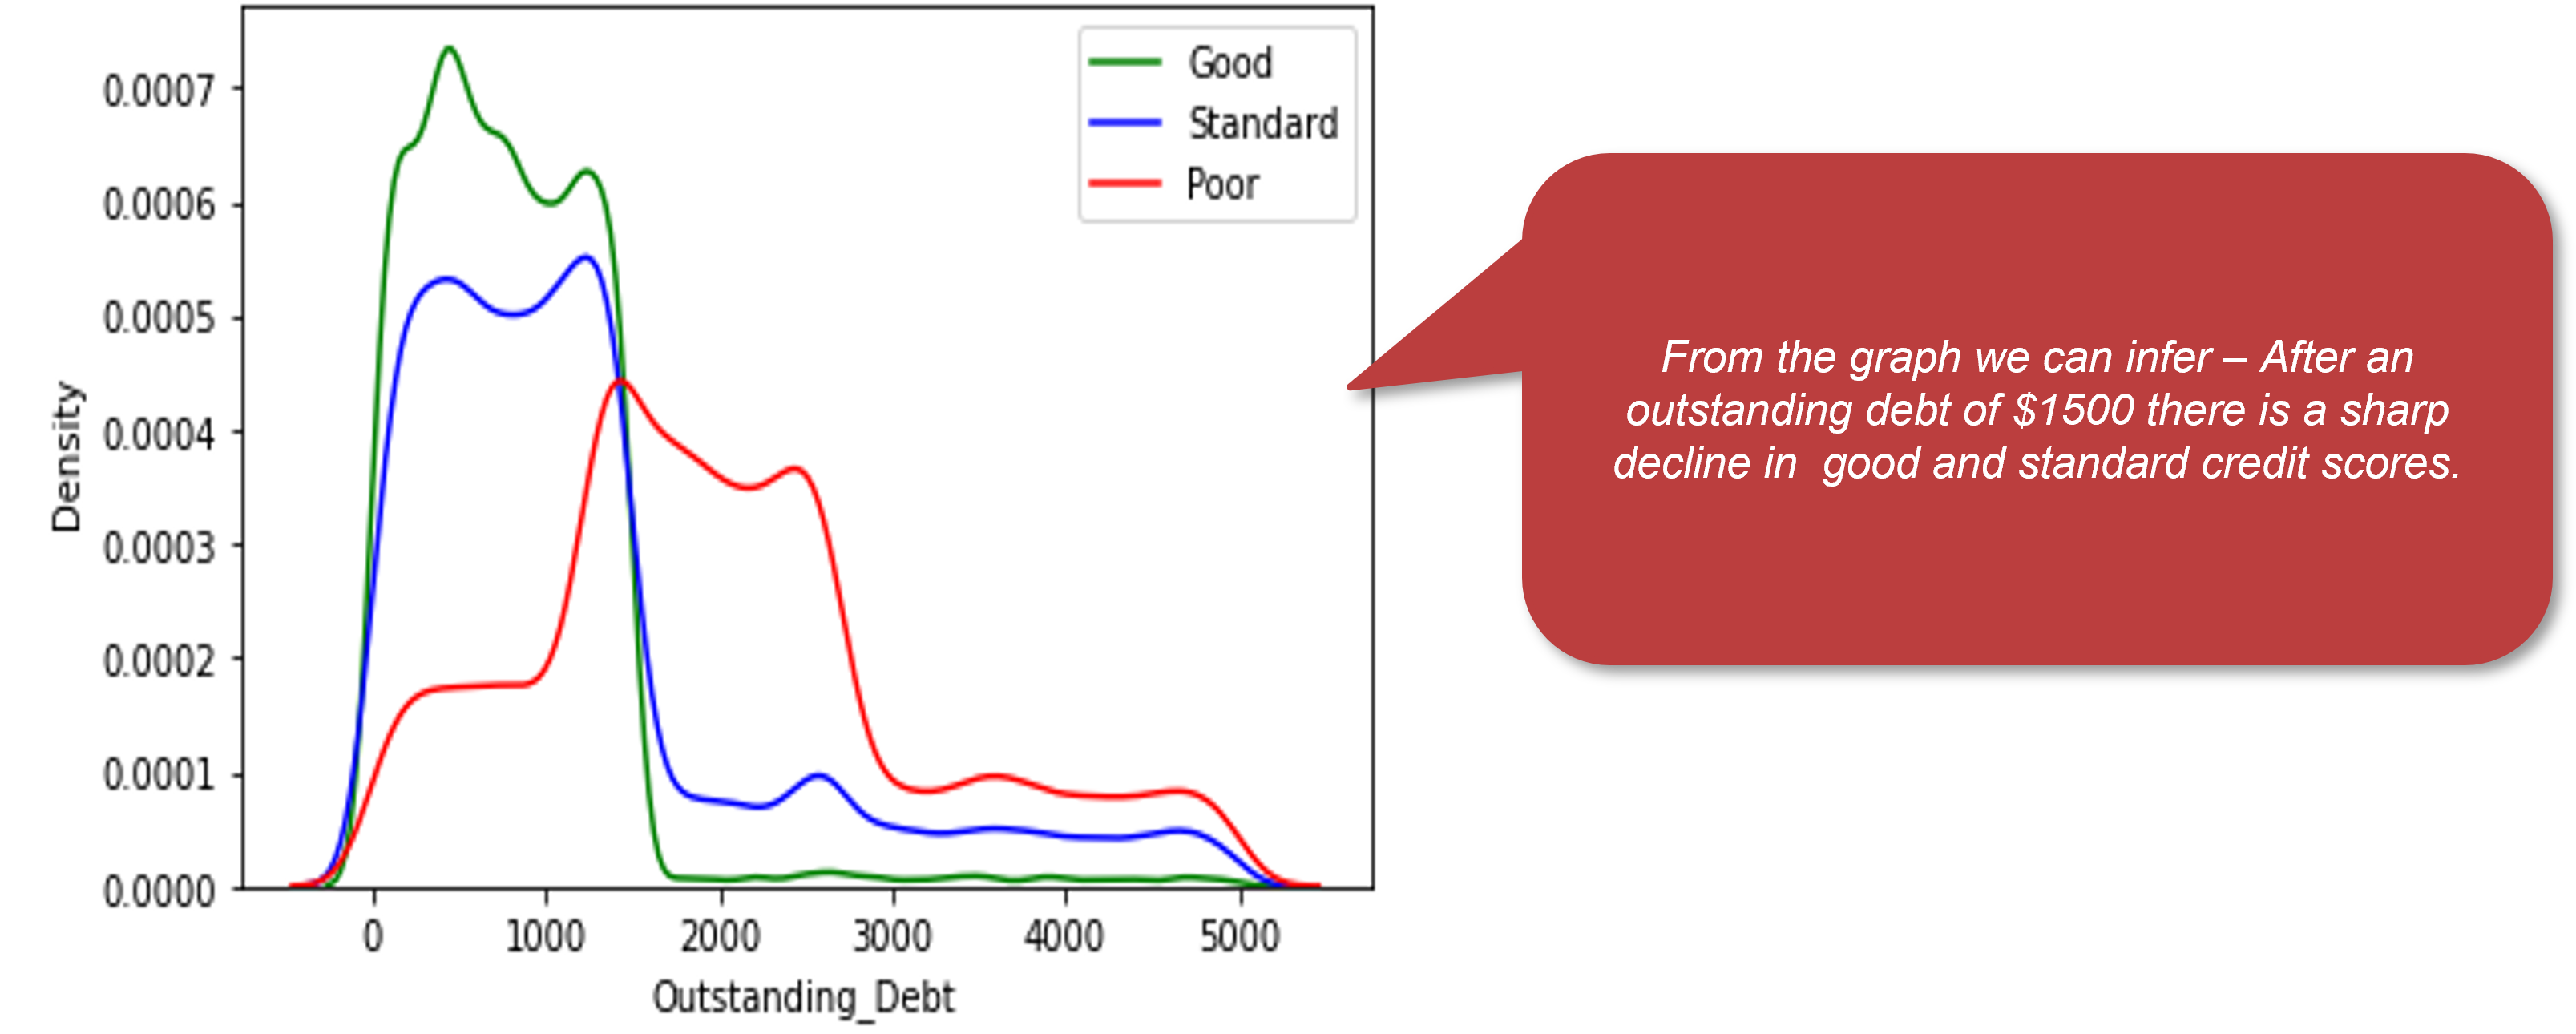 Good
Standard
Poor
0.0007
0.0006
0.0005
0.0004
0.0003
0.0002
0.0001
0.0000
Density
0 1000 2000 3000 4000 5000
Outstanding_Debt
From the graph we can infer – After an
outstanding debt of $1500 there is a sharp
decline in  good and standard credit scores.